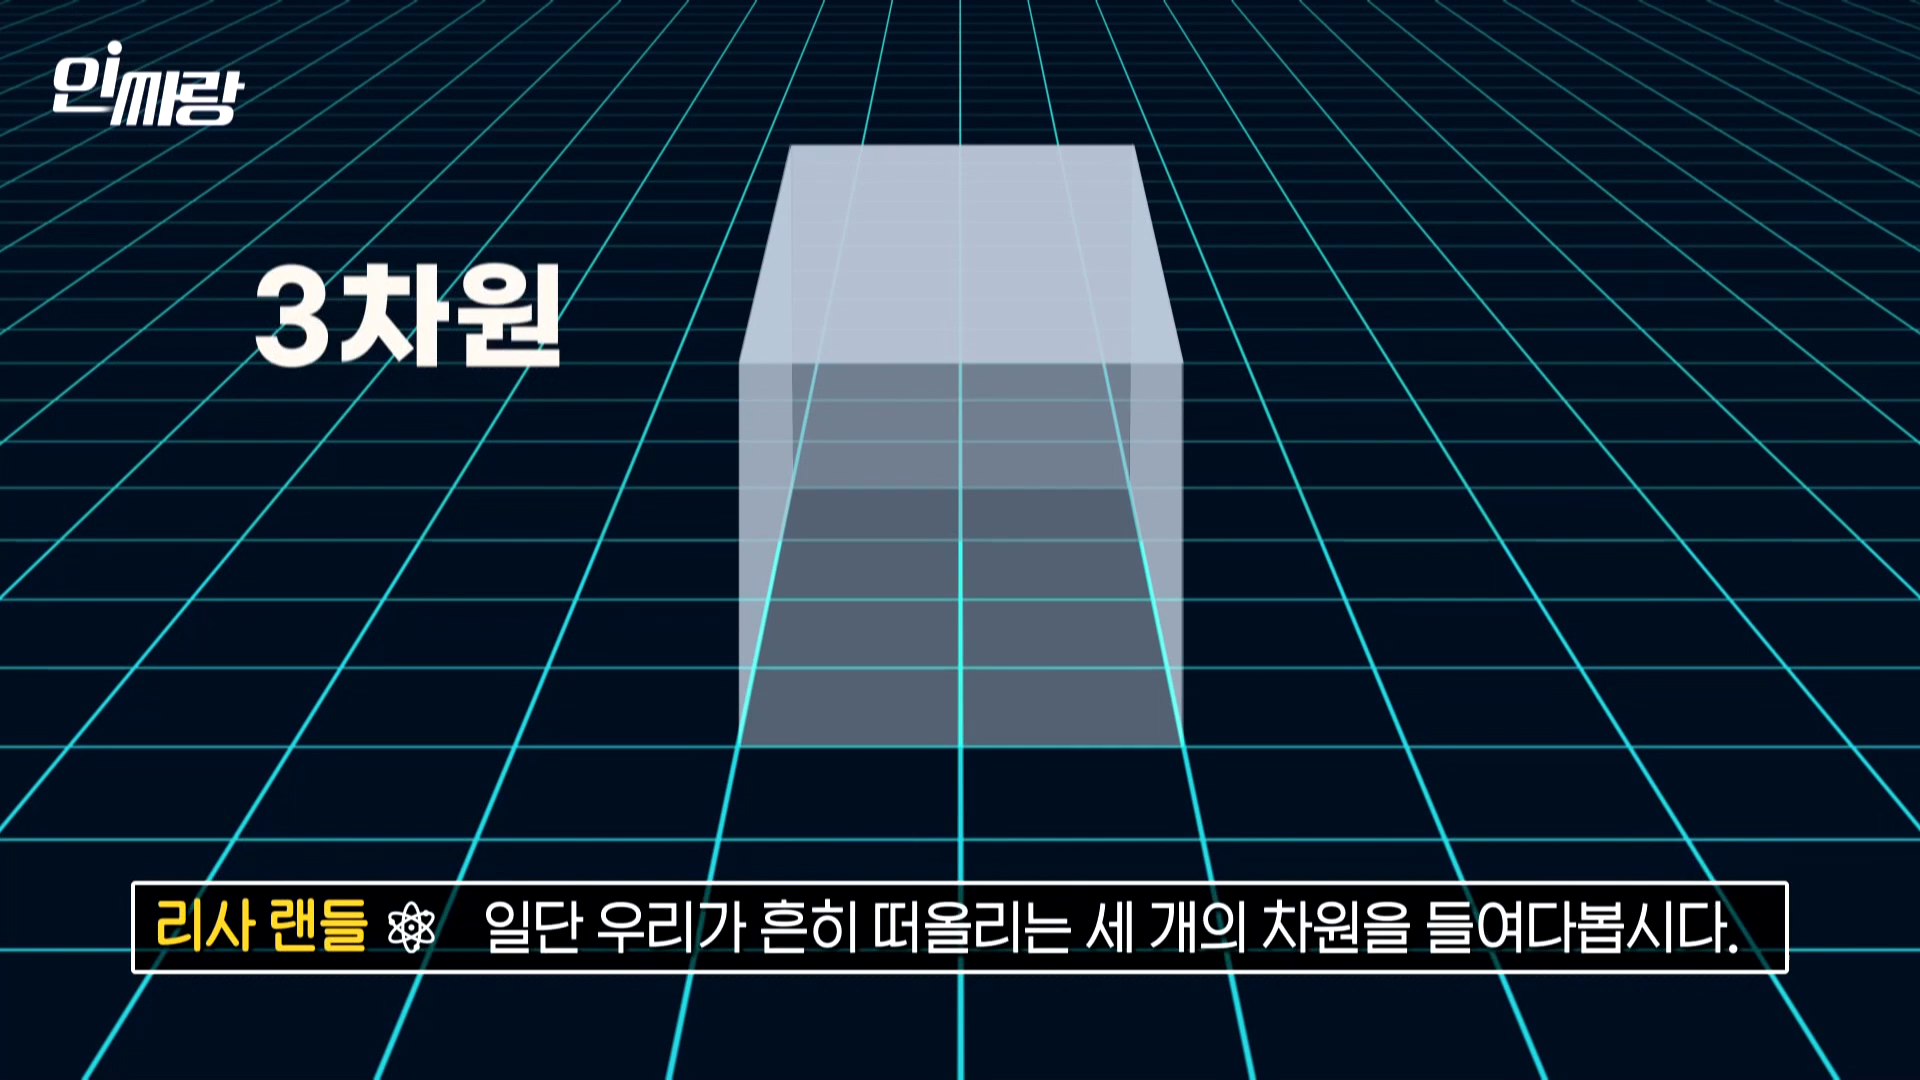 인싸랑
3차원
리사 랜들 일단 우리가 흔히 떠올리는 세 개의 차원을 들여다봅시다.